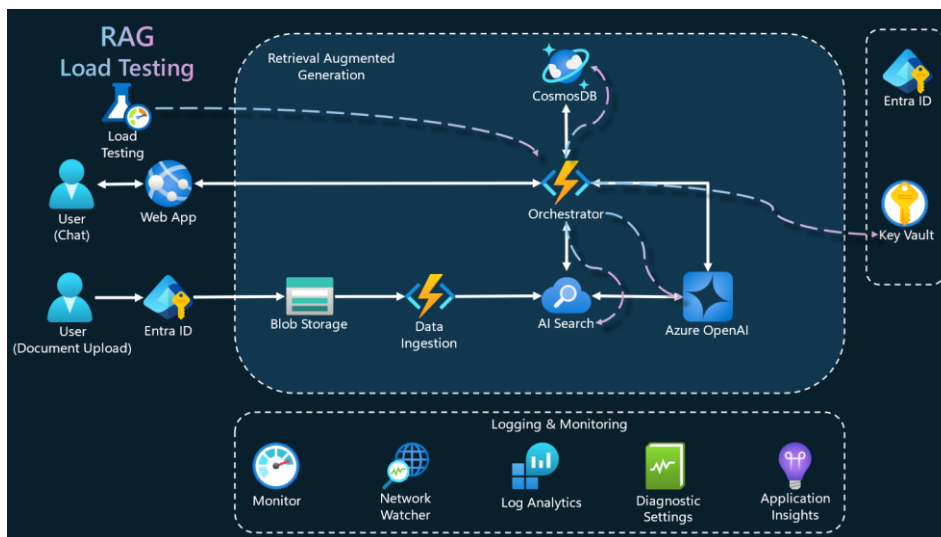 RAG
Load Testing
Retrieval Augmented
Generation
CosmosDB
Entra ID
Load
Testing
User
(Chat)
Web App
Orchestrator
Key Vault
User
(Document Upload)
Entra ID
Blob Storage
Data
Ingestion
AI Search
Azure OpenAI
Logging & Monitoring
Monitor
Network
Watcher
Log Analytics
Diagnostic
Settings
Application
Insights